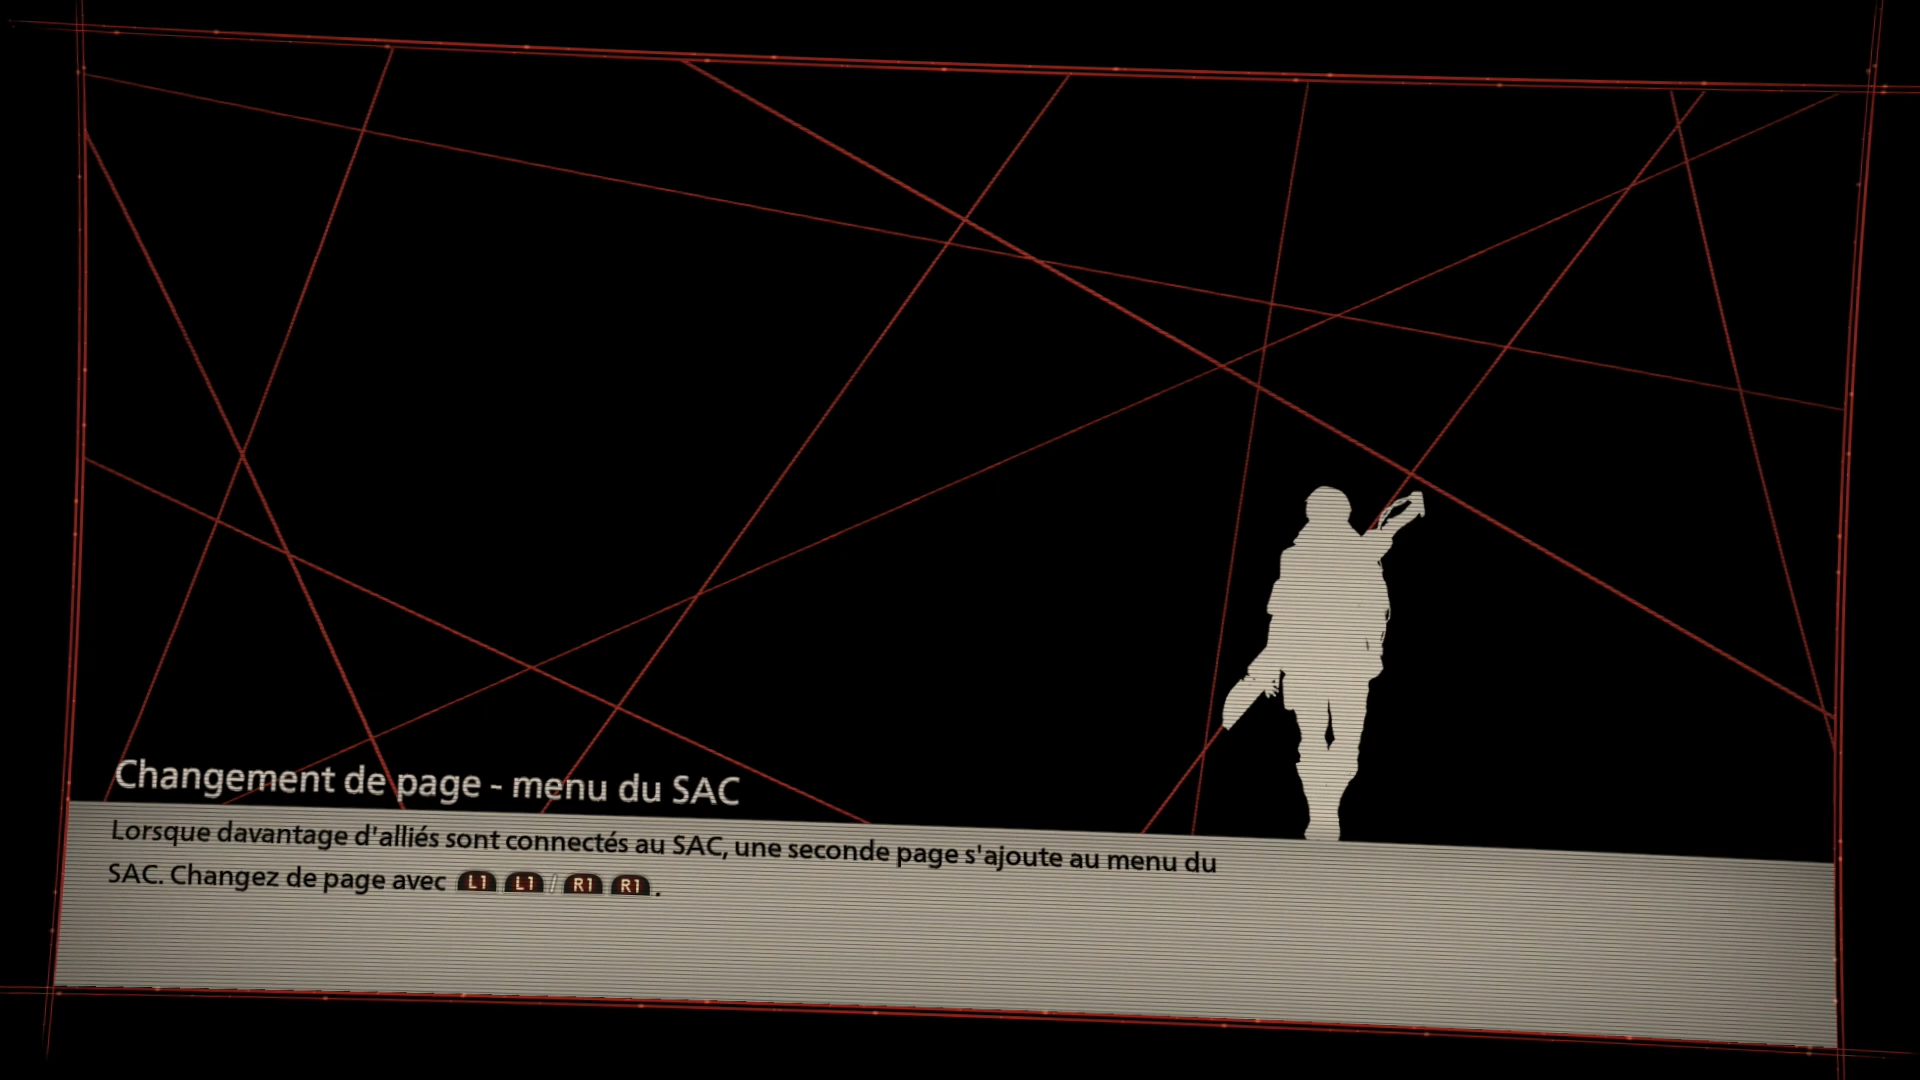 Changement de page - menu du SAC
Lorsque davantage d'alliés sont connectés au SAC, une seconde page s'ajoute au menu du
SAC. Changez de page avec L1 L1 / R1 R1 .